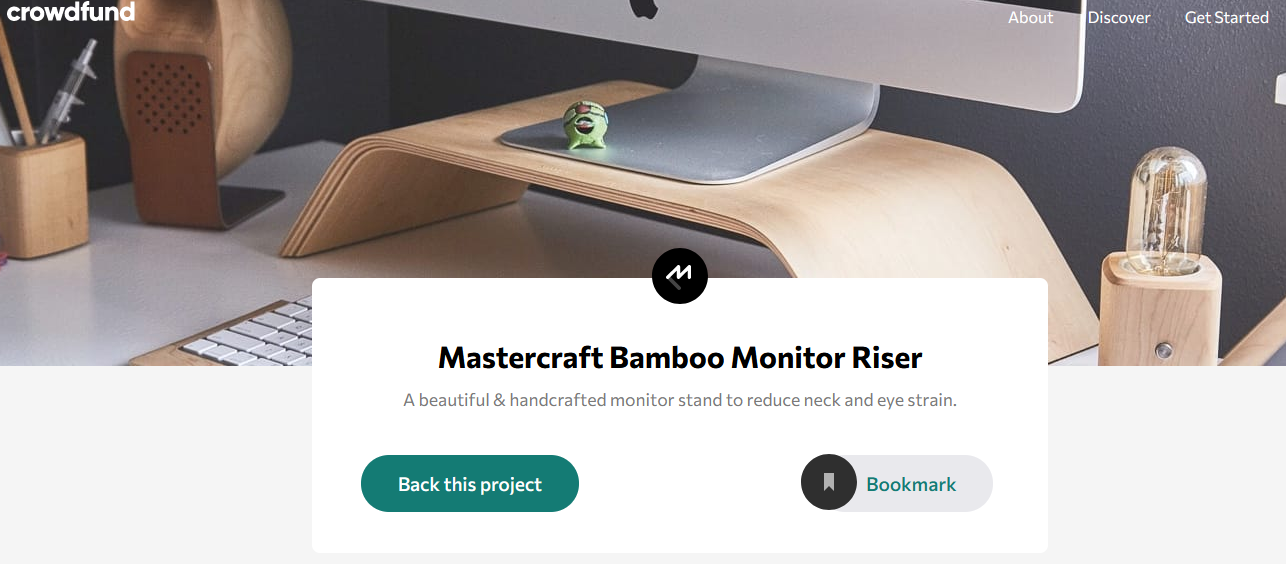 crowdfund
About Discover Get Started
Mastercraft Bamboo Monitor Riser
A beautiful & handcrafted monitor stand to reduce neck and eye strain.
Back this project
Bookmark